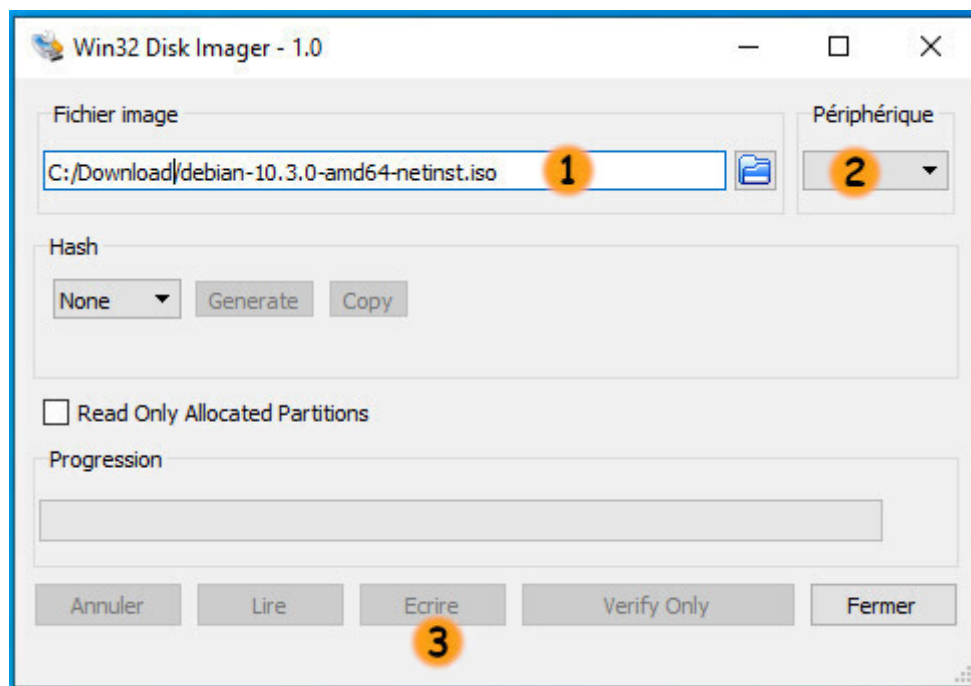 Win32 Disk Imager - 1.0
Fichier image
Périphérique
C:/Download/debian-10.3.0-amd64-netinst.iso
1
2
Hash
None Generate Copy
Read Only Allocated Partitions
Progression
Annuler Lire Ecrire Verify Only Fermer
3